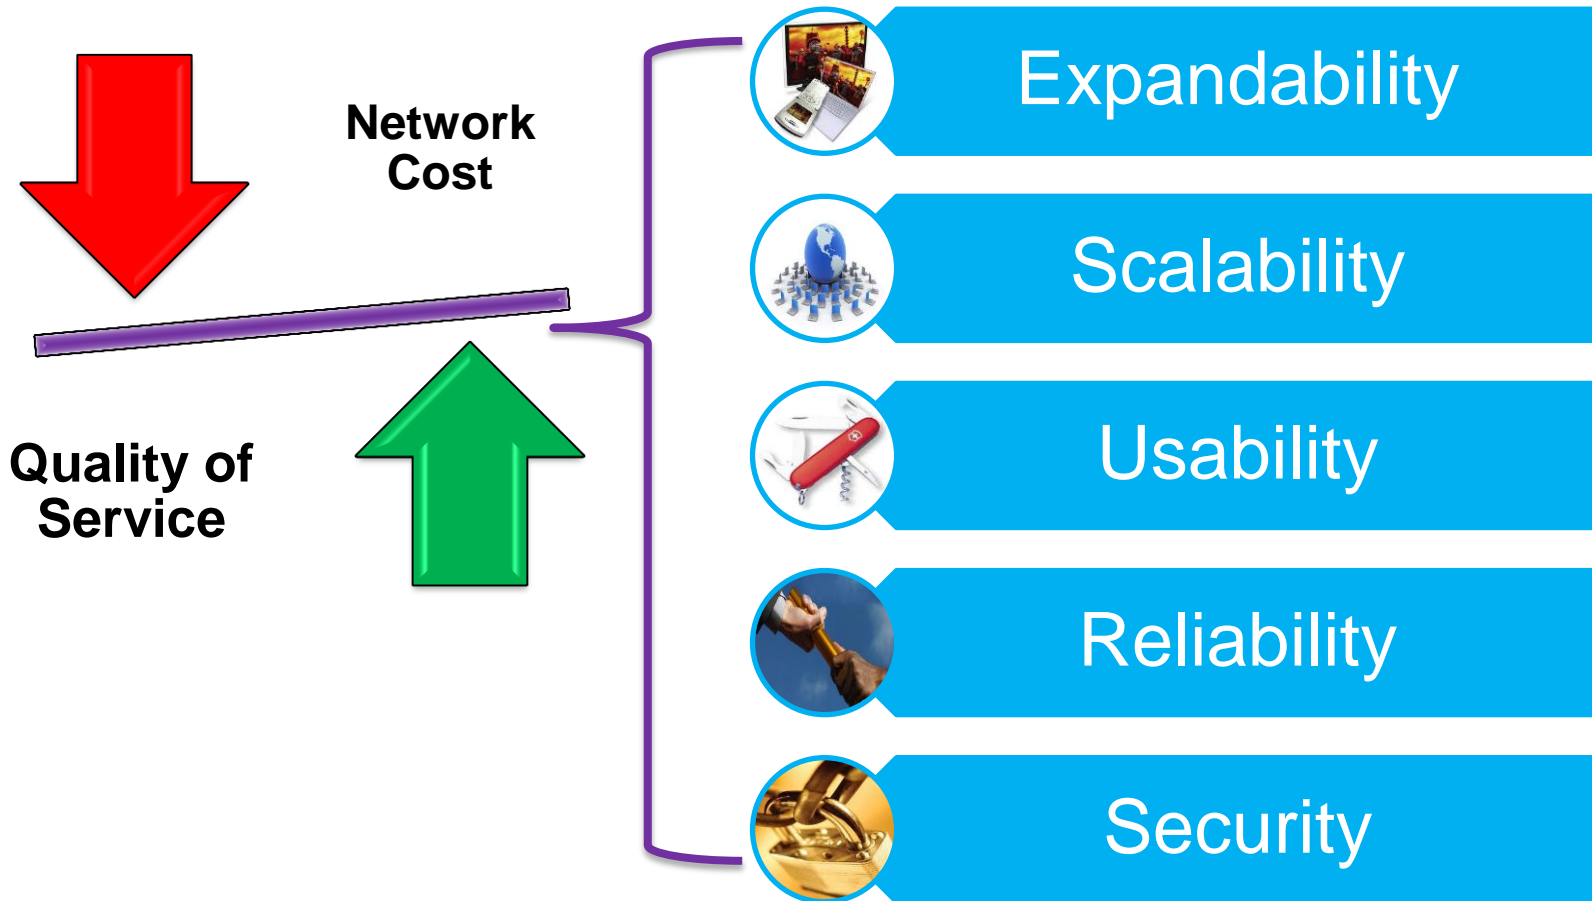 Network
Cost
Quality of
Service
Expandability
Scalability
Usability
Reliability
Security